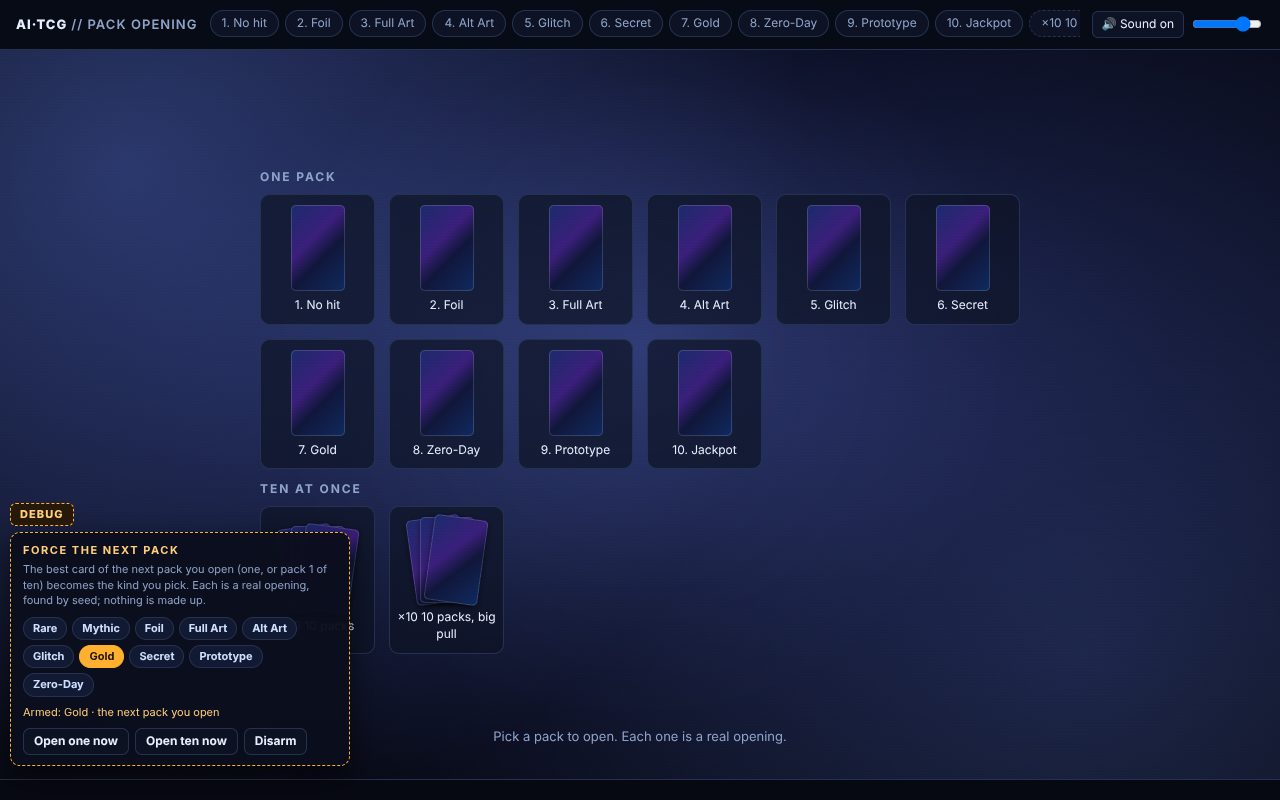 AI·TCG // PACK OPENING
1. No hit
2. Foil
3. Full Art
4. Alt Art
5. Glitch
6. Secret
7. Gold
8. Zero-Day
9. Prototype
10. Jackpot
×10 10
🔊 Sound on
ONE PACK
1. No hit
2. Foil
3. Full Art
4. Alt Art
5. Glitch
6. Secret
7. Gold
8. Zero-Day
9. Prototype
10. Jackpot
TEN AT ONCE
×10 10 packs, big
pull
DEBUG
FORCE THE NEXT PACK
The best card of the next pack you open (one, or pack 1 of
ten) becomes the kind you pick. Each is a real opening,
found by seed; nothing is made up.
Rare
Mythic
Foil
Full Art
Alt Art
10 packs
Glitch
Gold
Secret
Prototype
Zero-Day
Armed: Gold · the next pack you open
Open one now
Open ten now
Disarm
Pick a pack to open. Each one is a real opening.